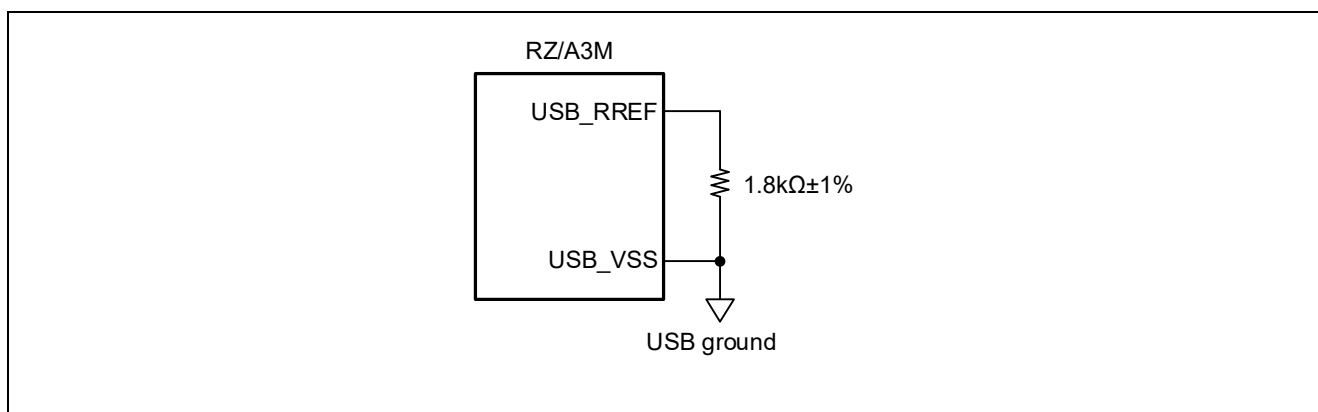 RZ/A3M
USB_RREF
1.8kΩ±1%
USB_VSS
USB ground